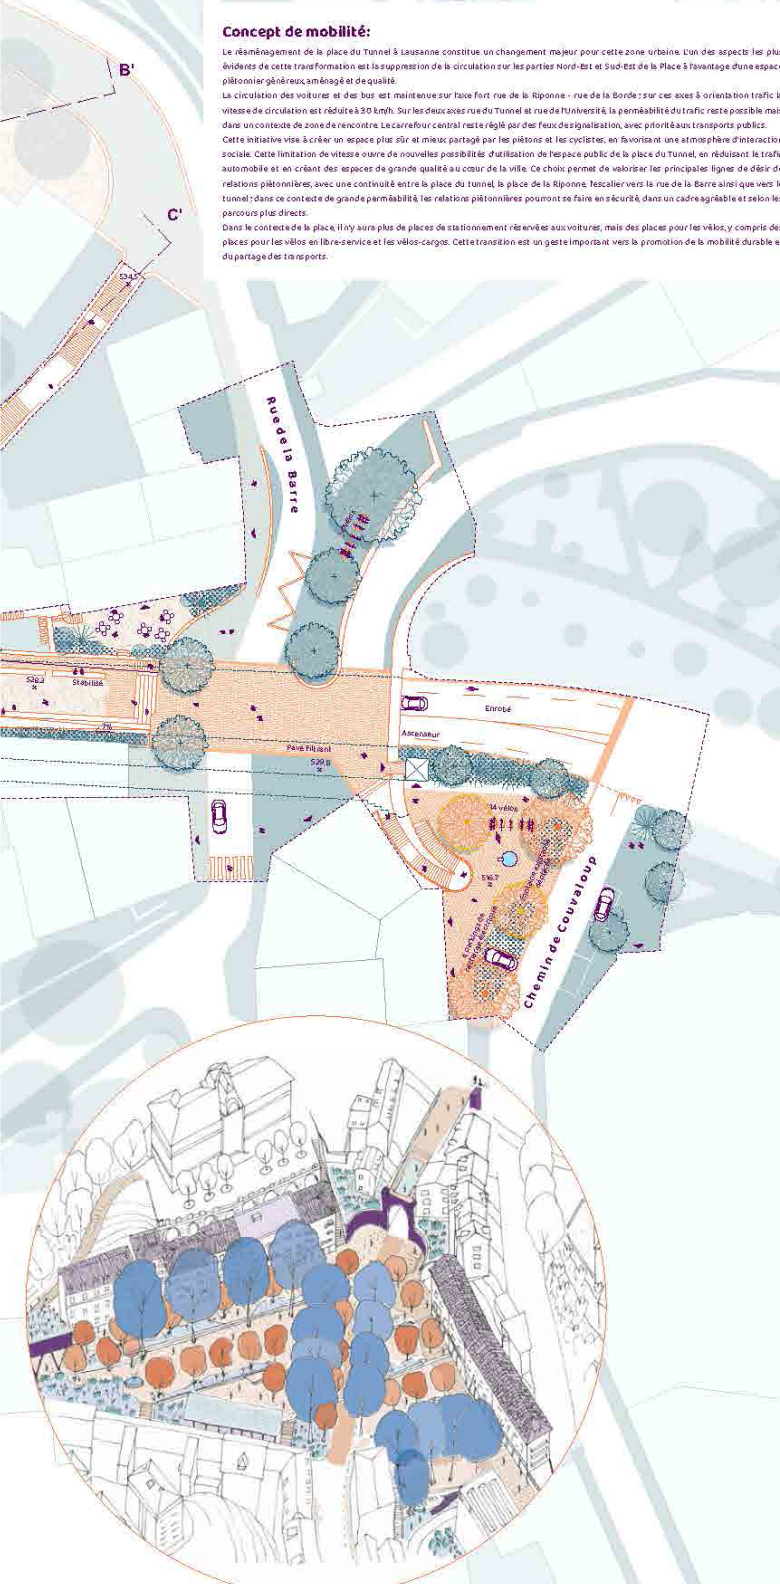 Concept de mobilité:
Le réaménagement de la place du Tunnel à Lausanne constitue un changement majeur pour cette zone urbaine. L'un des aspects les plus
évidents de cette transformation est la suppression de la circulation sur les parties Nord-Est et Sud-Est de la Place à l'avantage d'une espace
piétonnier généreux, aménagé et de qualité.
La circulation des voitures et des bus est maintenue sur l'axe fort rue de la Riponne - rue de la Borde ; sur ces axes à orientation trafic la
vitesse de circulation est réduite à 30 km/h. Sur les deux axes rue du Tunnel et rue de l'Université, la perméabilité du trafic reste possible mais
dans un contexte de zone de rencontre. Le carrefour central reste réglé par des feux de signalisation, avec priorité aux transports publics.
Cette initiative vise à créer un espace plus sûr et mieux partagé par les piétons et les cyclistes, en favorisant une atmosphère d'interaction
sociale. Cette limitation de vitesse ouvre de nouvelles possibilités d'utilisation de l'espace public de la place du Tunnel, en réduisant le trafic
automobile et en créant des espaces de grande qualité au cœur de la ville. Ce choix permet de valoriser les principales lignes de désir de
relations piétonnières, avec une continuité entre la place du tunnel, la place de la Riponne, l'escalier vers la rue de la Barre ainsi que vers le
tunnel ; dans ce contexte de grande perméabilité, les relations piétonnières pourront se faire en sécurité, dans un cadre agréable et selon les
parcours plus directs.
Dans le contexte de la place, il n'y aura plus de places de stationnement réservées aux voitures, mais des places pour les vélos, y compris des
places pour les vélos en libre-service et les vélos-cargos. Cette transition est un geste important vers la promotion de la mobilité durable et
du partage des transports.
B'
C'
534.5
Rue de la Barre
528.2
Stabilisé
7%
Enrobé
Ascenseur
Pavé filtrant
529.8
14 vélos
516.7
4 parkings de
recharge électrique
Chemin de Couvaloup